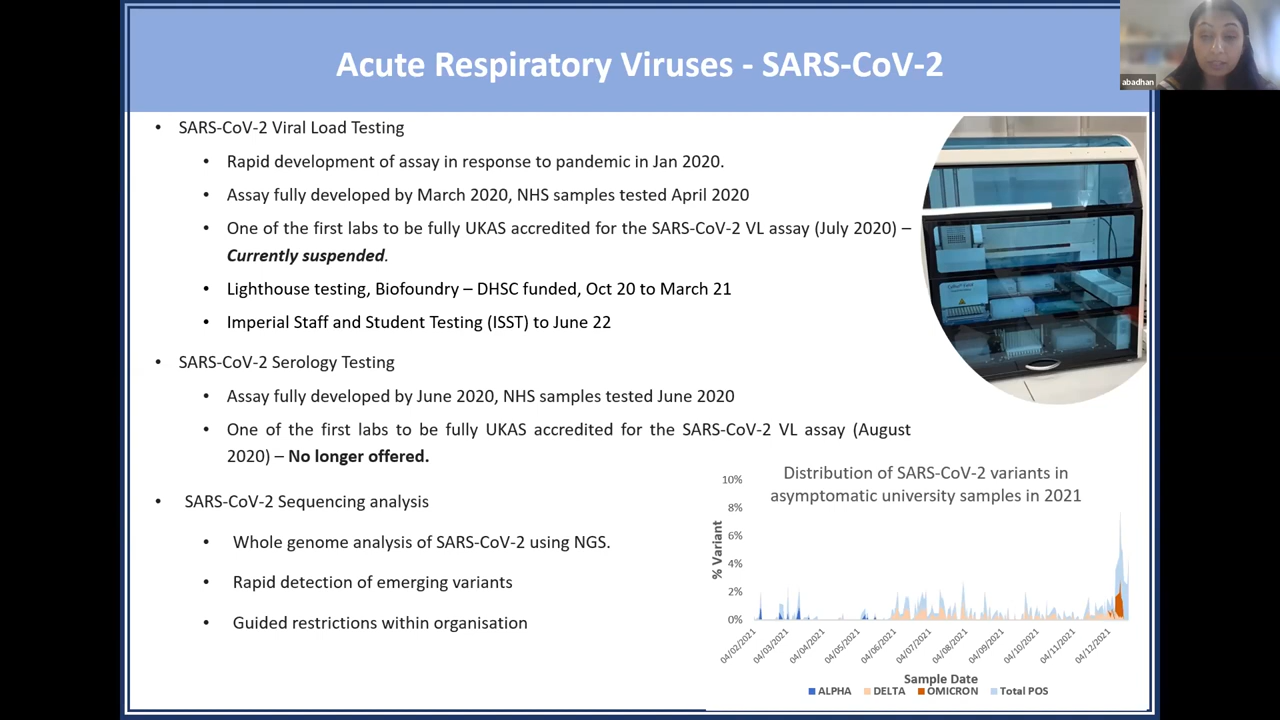 Acute Respiratory Viruses - SARS-CoV-2
abadhan
• SARS-CoV-2 Viral Load Testing
• Rapid development of assay in response to pandemic in Jan 2020.
• Assay fully developed by March 2020, NHS samples tested April 2020
• One of the first labs to be fully UKAS accredited for the SARS-CoV-2 VL assay (July 2020) –
Currently suspended.
• Lighthouse testing, Biofoundry – DHSC funded, Oct 20 to March 21
• Imperial Staff and Student Testing (ISST) to June 22
• SARS-CoV-2 Serology Testing
• Assay fully developed by June 2020, NHS samples tested June 2020
• One of the first labs to be fully UKAS accredited for the SARS-CoV-2 VL assay (August
2020) – No longer offered.
• SARS-CoV-2 Sequencing analysis
• Whole genome analysis of SARS-CoV-2 using NGS.
• Rapid detection of emerging variants
• Guided restrictions within organisation
Distribution of SARS-CoV-2 variants in
asymptomatic university samples in 2021
% Variant
10%
8%
6%
4%
2%
0%
04/02/2021
04/03/2021
04/04/2021
04/05/2021
04/06/2021
04/07/2021
04/08/2021
04/09/2021
04/10/2021
04/11/2021
04/12/2021
Sample Date
ALPHA DELTA OMICRON Total POS